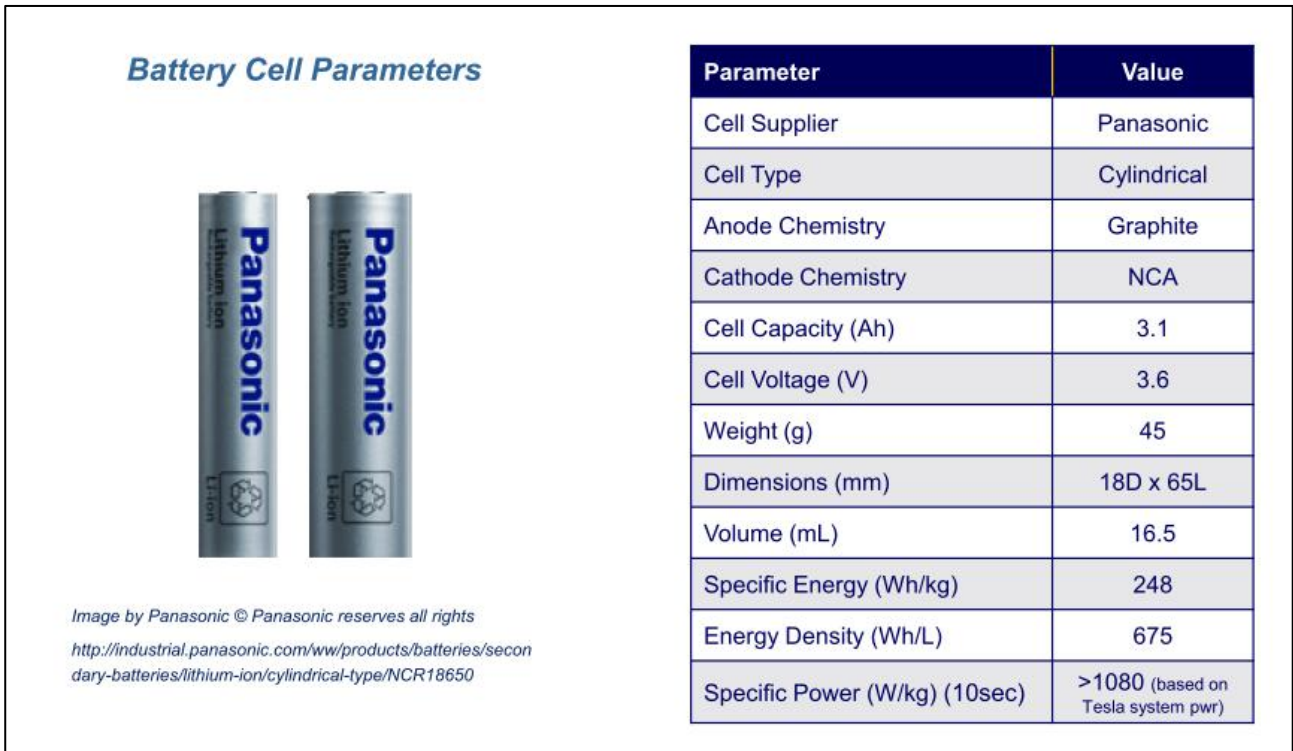 Battery Cell Parameters
Panasonic
Lithium ion
Rechargeable battery
Li-ion
Panasonic
Lithium ion
Rechargeable battery
Li-ion
Image by Panasonic © Panasonic reserves all rights
http://industrial.panasonic.com/ww/products/batteries/secon
dary-batteries/lithium-ion/cylindrical-type/NCR18650
Parameter Value
Cell Supplier Panasonic
Cell Type Cylindrical
Anode Chemistry Graphite
Cathode Chemistry NCA
Cell Capacity (Ah) 3.1
Cell Voltage (V) 3.6
Weight (g) 45
Dimensions (mm) 18D x 65L
Volume (mL) 16.5
Specific Energy (Wh/kg) 248
Energy Density (Wh/L) 675
Specific Power (W/kg) (10sec) >1080 (based on
Tesla system pwr)